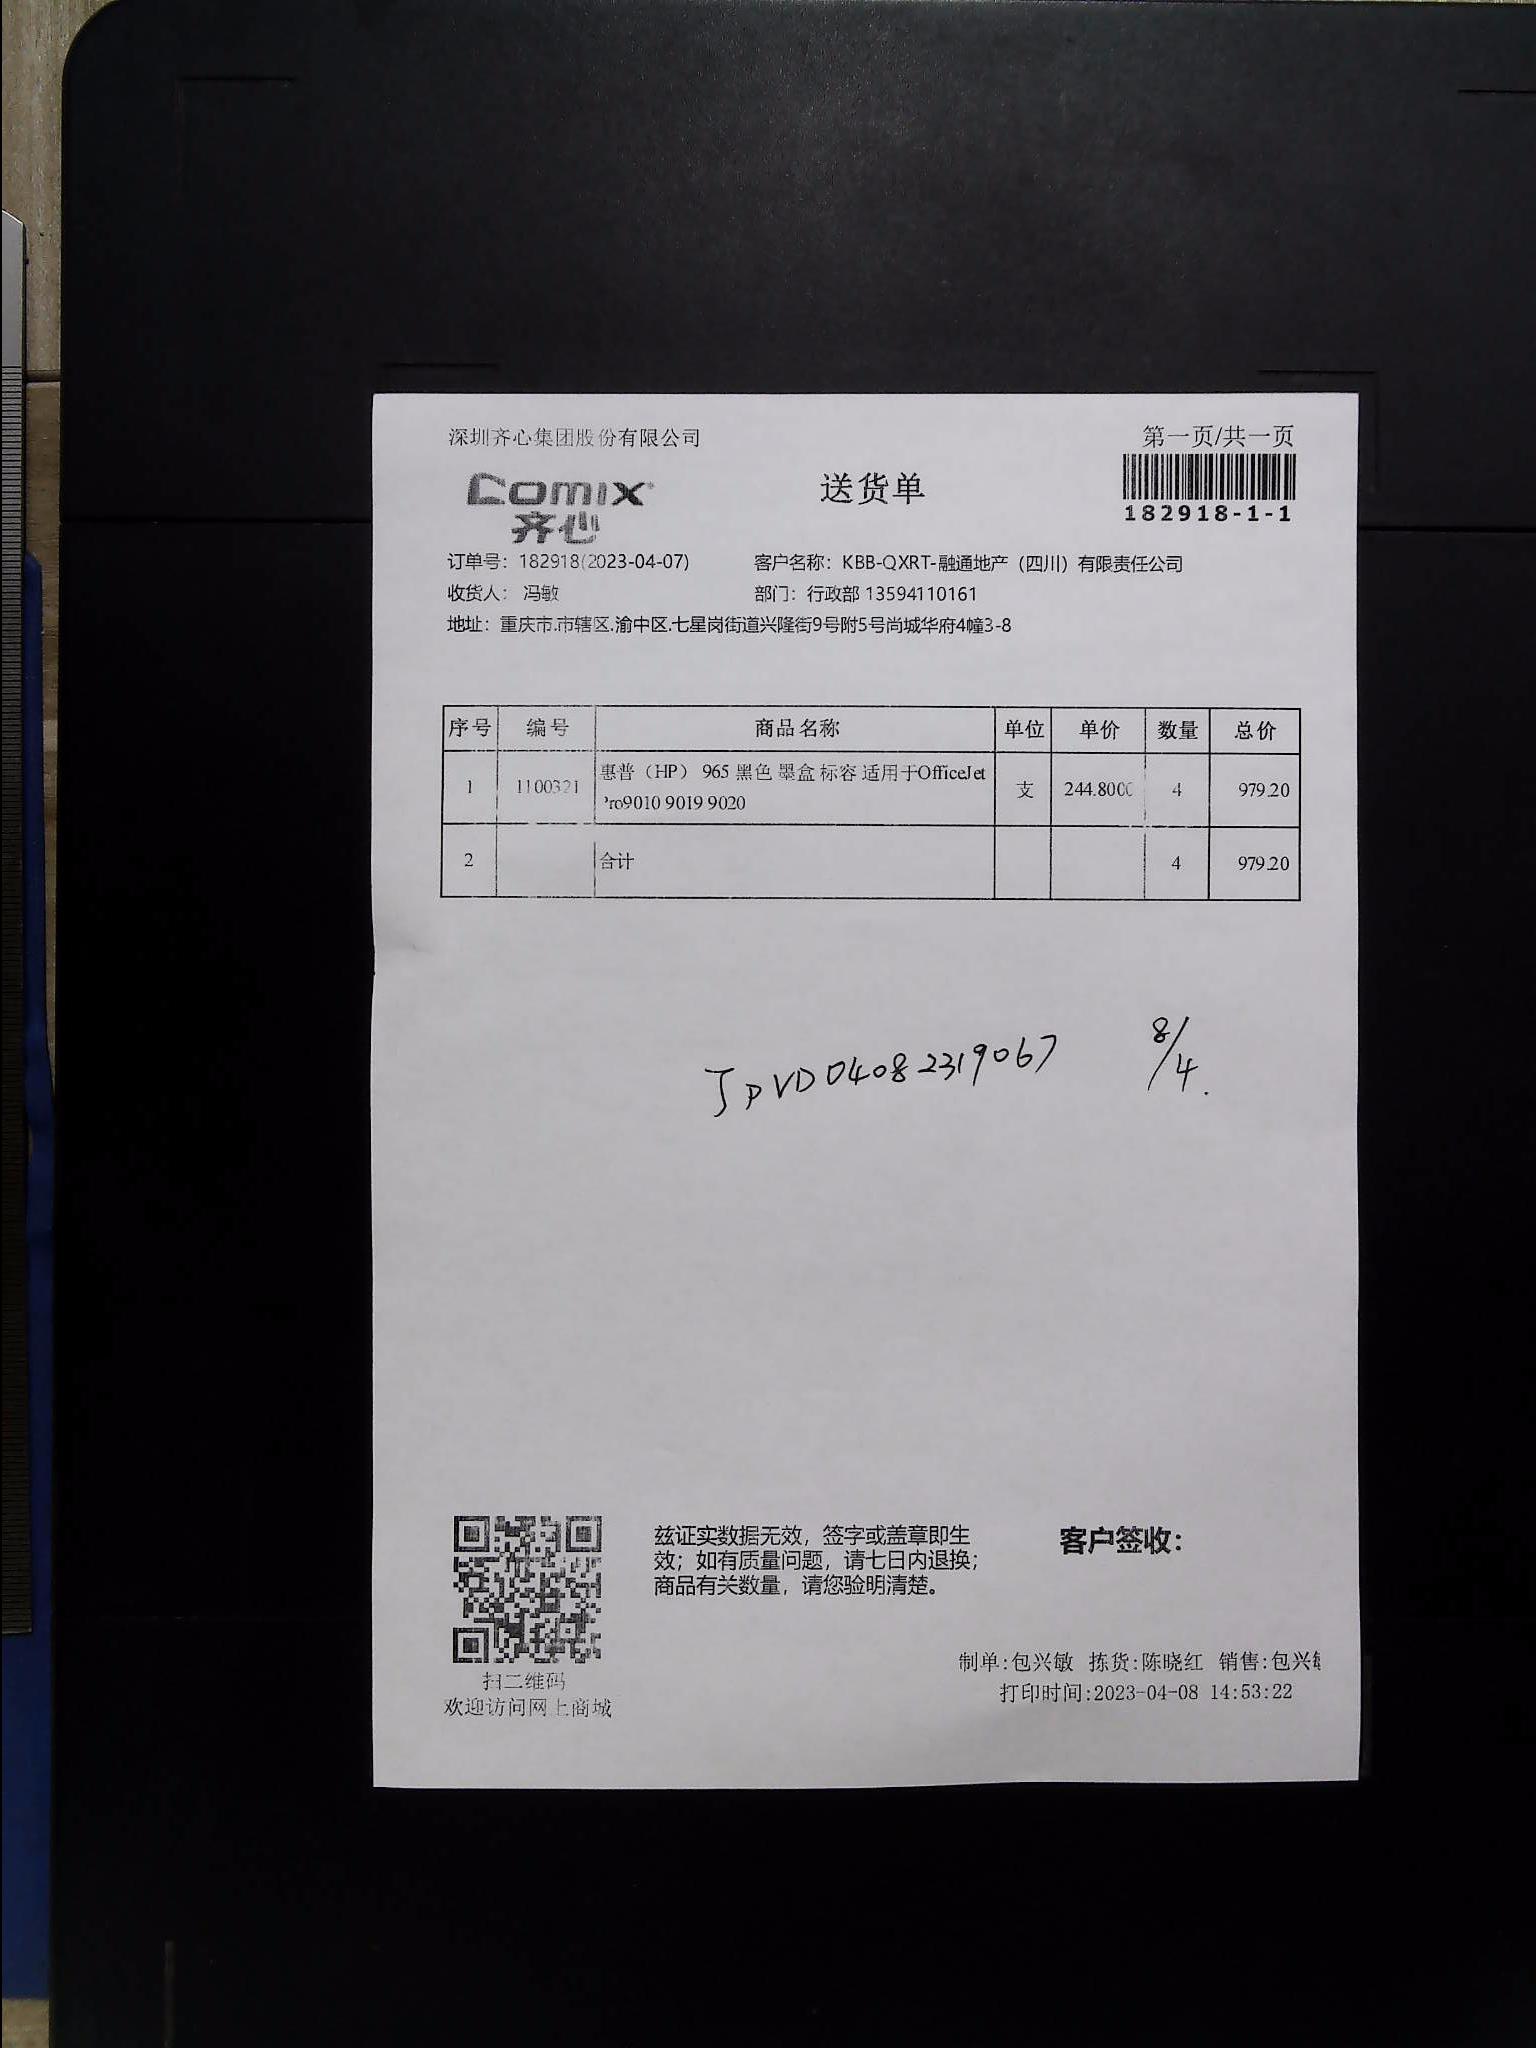 深圳齐心集团股份有限公司
第一页/共一页
Comix
齐心
送货单
182918-1-1
订单号：182918(2023-04-07) 客户名称：KBB-QXRT-融通地产（四川）有限责任公司
收货人：冯敏 部门：行政部 13594110161
地址：重庆市.市辖区.渝中区.七星岗街道兴隆街9号附5号尚城华府4幢3-8
序号 编号 商品名称 单位 单价 数量 总价
1 1100321 惠普（HP） 965 黑色 墨盒 标容 适用于OfficeJet 支 244.8000 4 979.20
Pro9010 9019 9020
2 合计 4 979.20
JDVD04082319067 8/4.
兹证实数据无效，签字或盖章即生
效；如有质量问题，请七日内退换；
商品有关数量，请您验明清楚。
客户签收：
扫二维码
欢迎访问网上商城
制单:包兴敏 拣货:陈晓红 销售:包兴
打印时间:2023-04-08 14:53:22